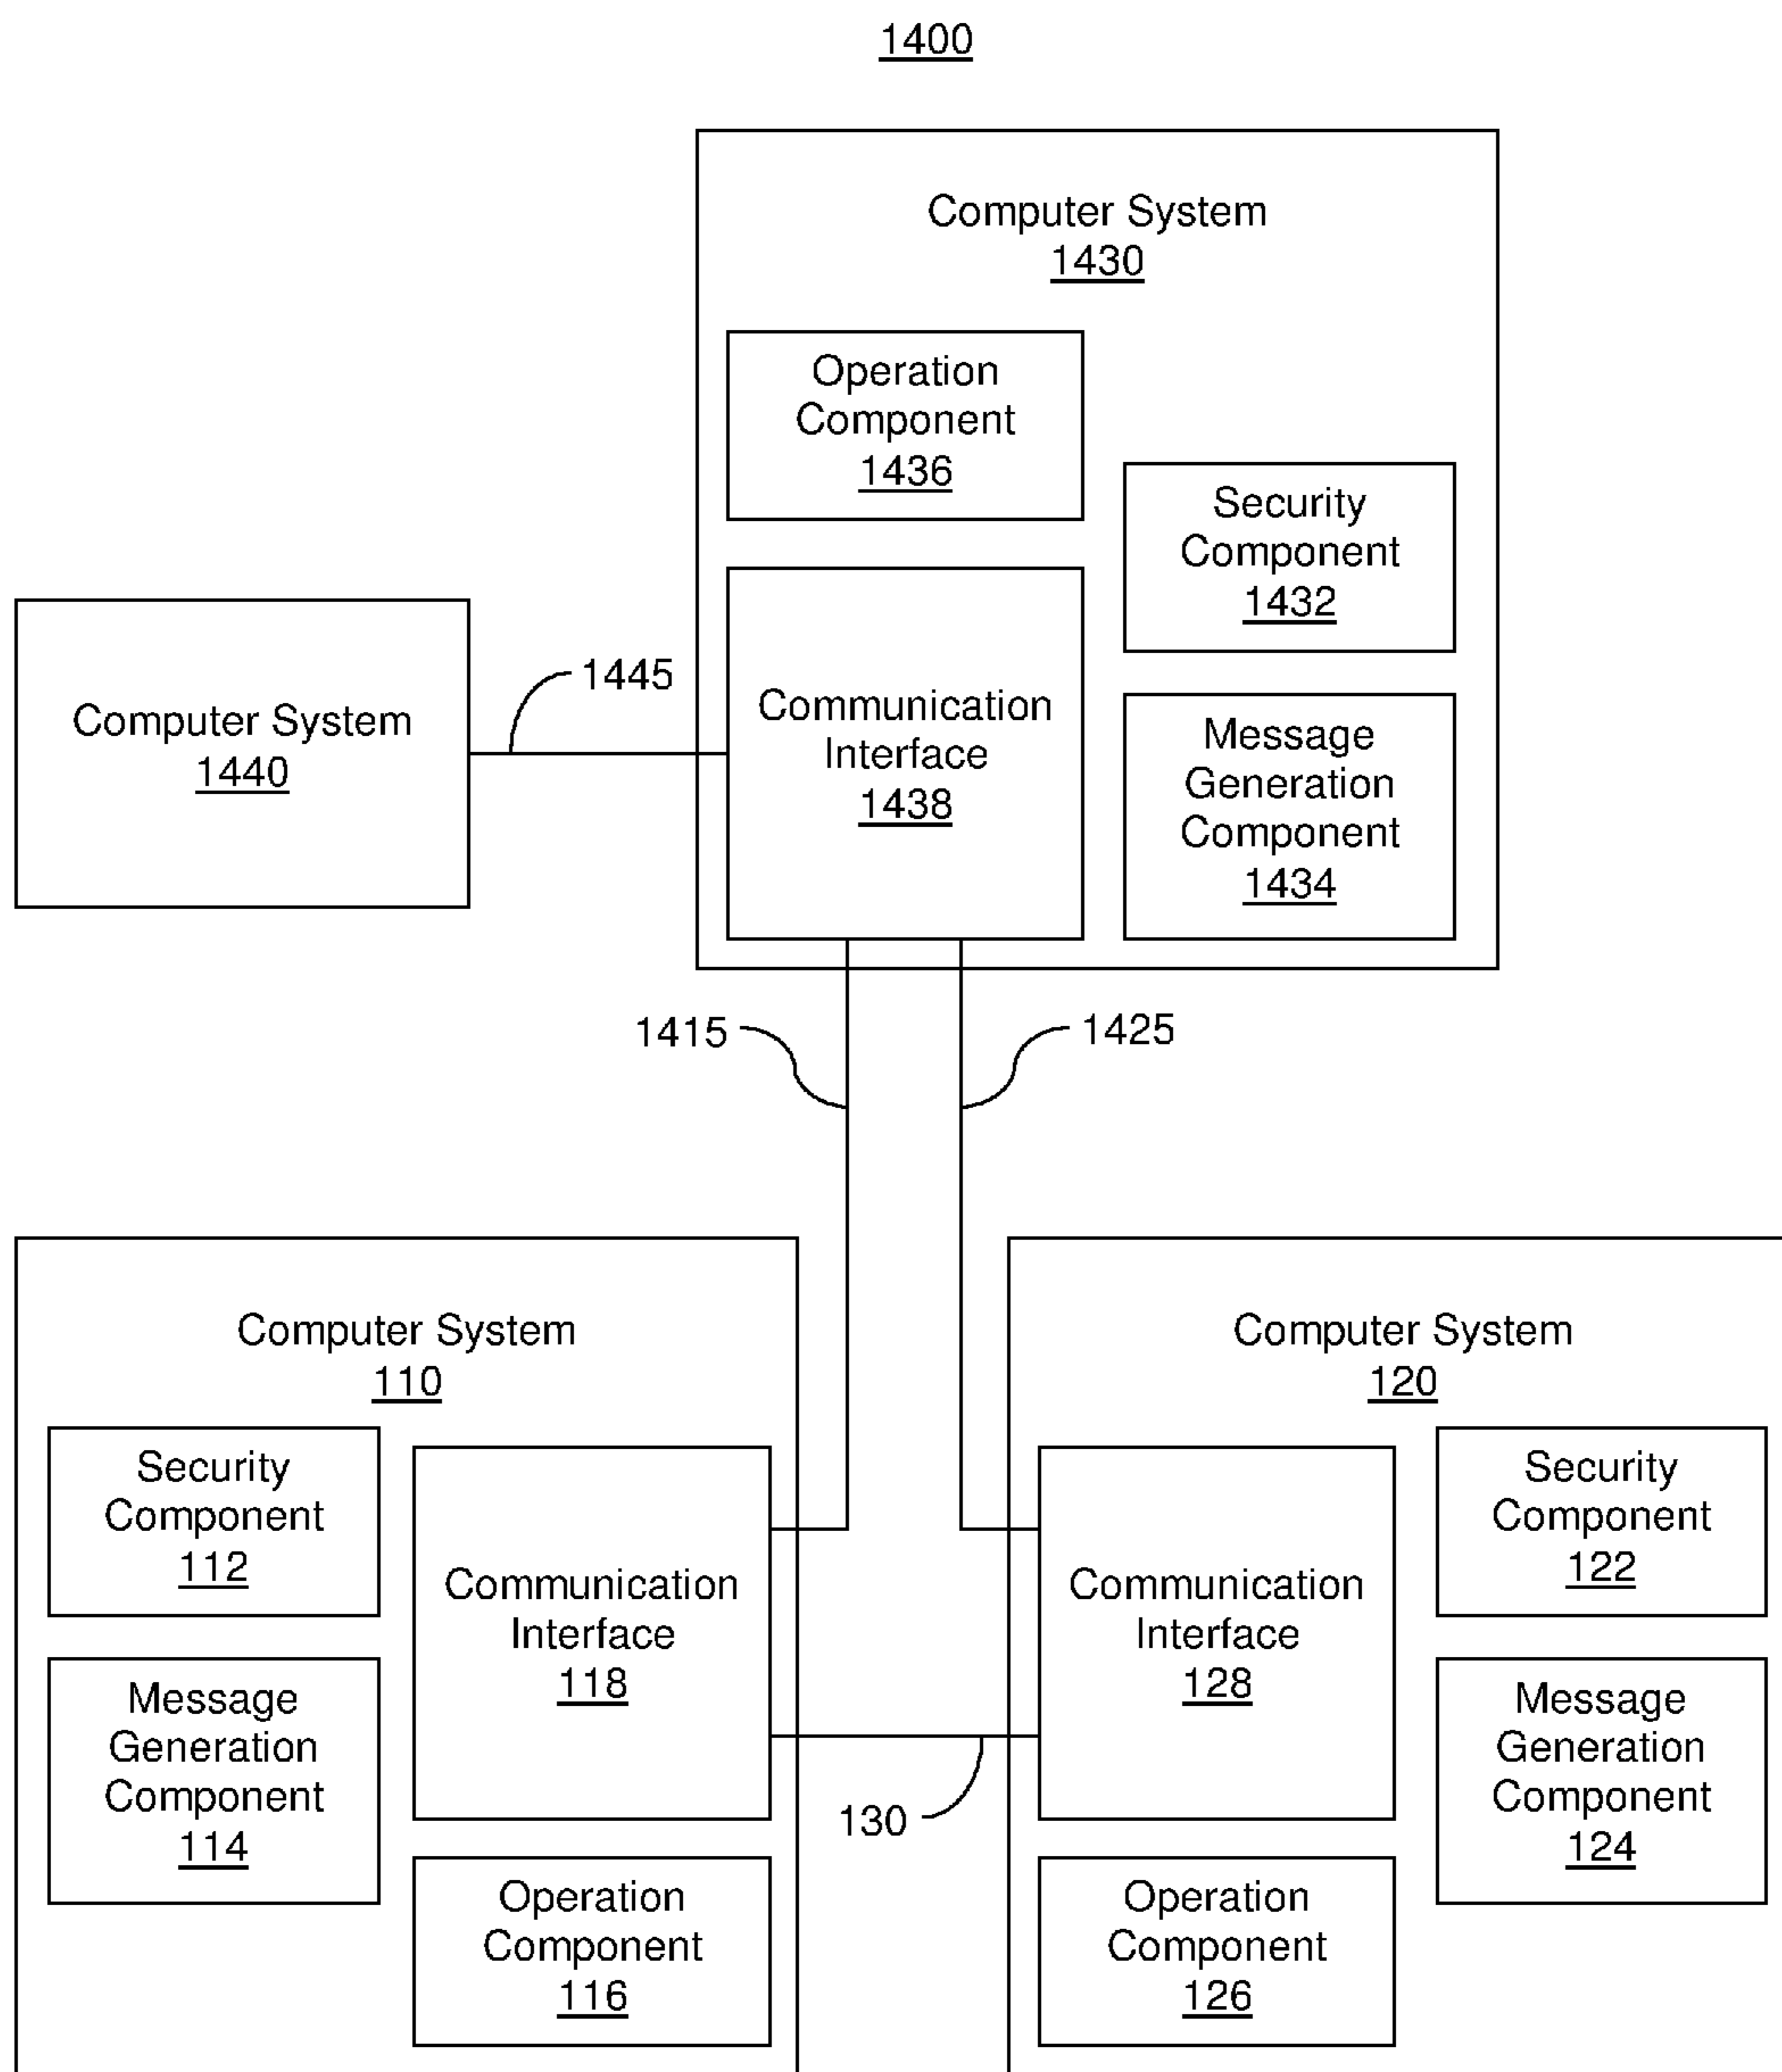 1400
Computer System
1430
Operation
Component
1436
Security
Component
1432
Communication
Interface
1438
Message
Generation
Component
1434
Computer System
1440
1445
1415
1425
Computer System
110
Security
Component
112
Message
Generation
Component
114
Communication
Interface
118
Operation
Component
116
130
Computer System
120
Communication
Interface
128
Operation
Component
126
Security
Component
122
Message
Generation
Component
124